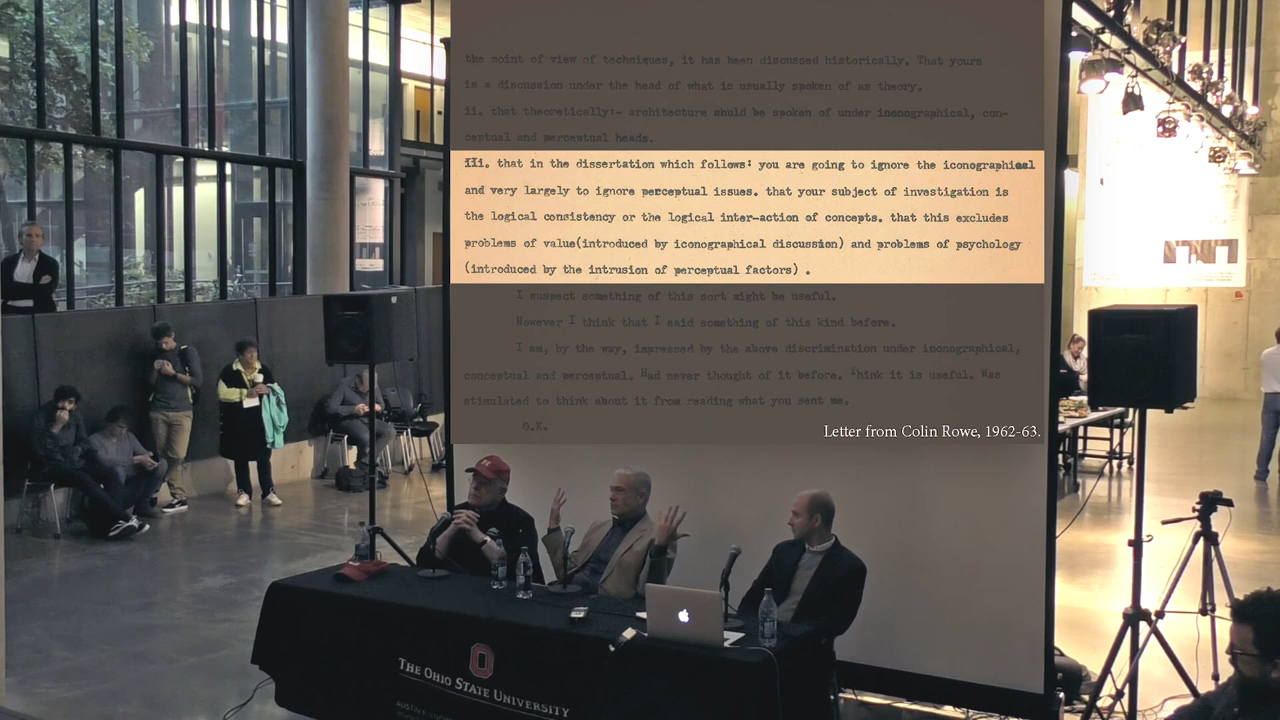 the point of view of techniques, it has been discussed historically. That yours
is a discussion under the head of what is usually spoken of as theory.
ii. that theoretically:- architecture shuld be spoken of under inonographical, con-
ceptual and perceptual heads.
III. that in the dissertation which follows: you are going to ignore the iconographical
and very largely to ignore perceptual issues. that your subject of investigation is
the logical consistency or the logical inter-action of concepts. that this excludes
problems of value(introduced by iconographical discussion) and problems of psychology
(introduced by the intrusion of perceptual factors) .
I suspect something of this sort might be useful.
However I think that I said something of this kind before.
I am, by the way, impressed by the above discrimination under inonographical,
conceptual and perceptual. Had never thought of it before. Think it is useful. Was
stimulated to think about it from reading what you sent me.
O.K.
Letter from Colin Rowe, 1962-63.
THE OHIO STATE UNIVERSITY